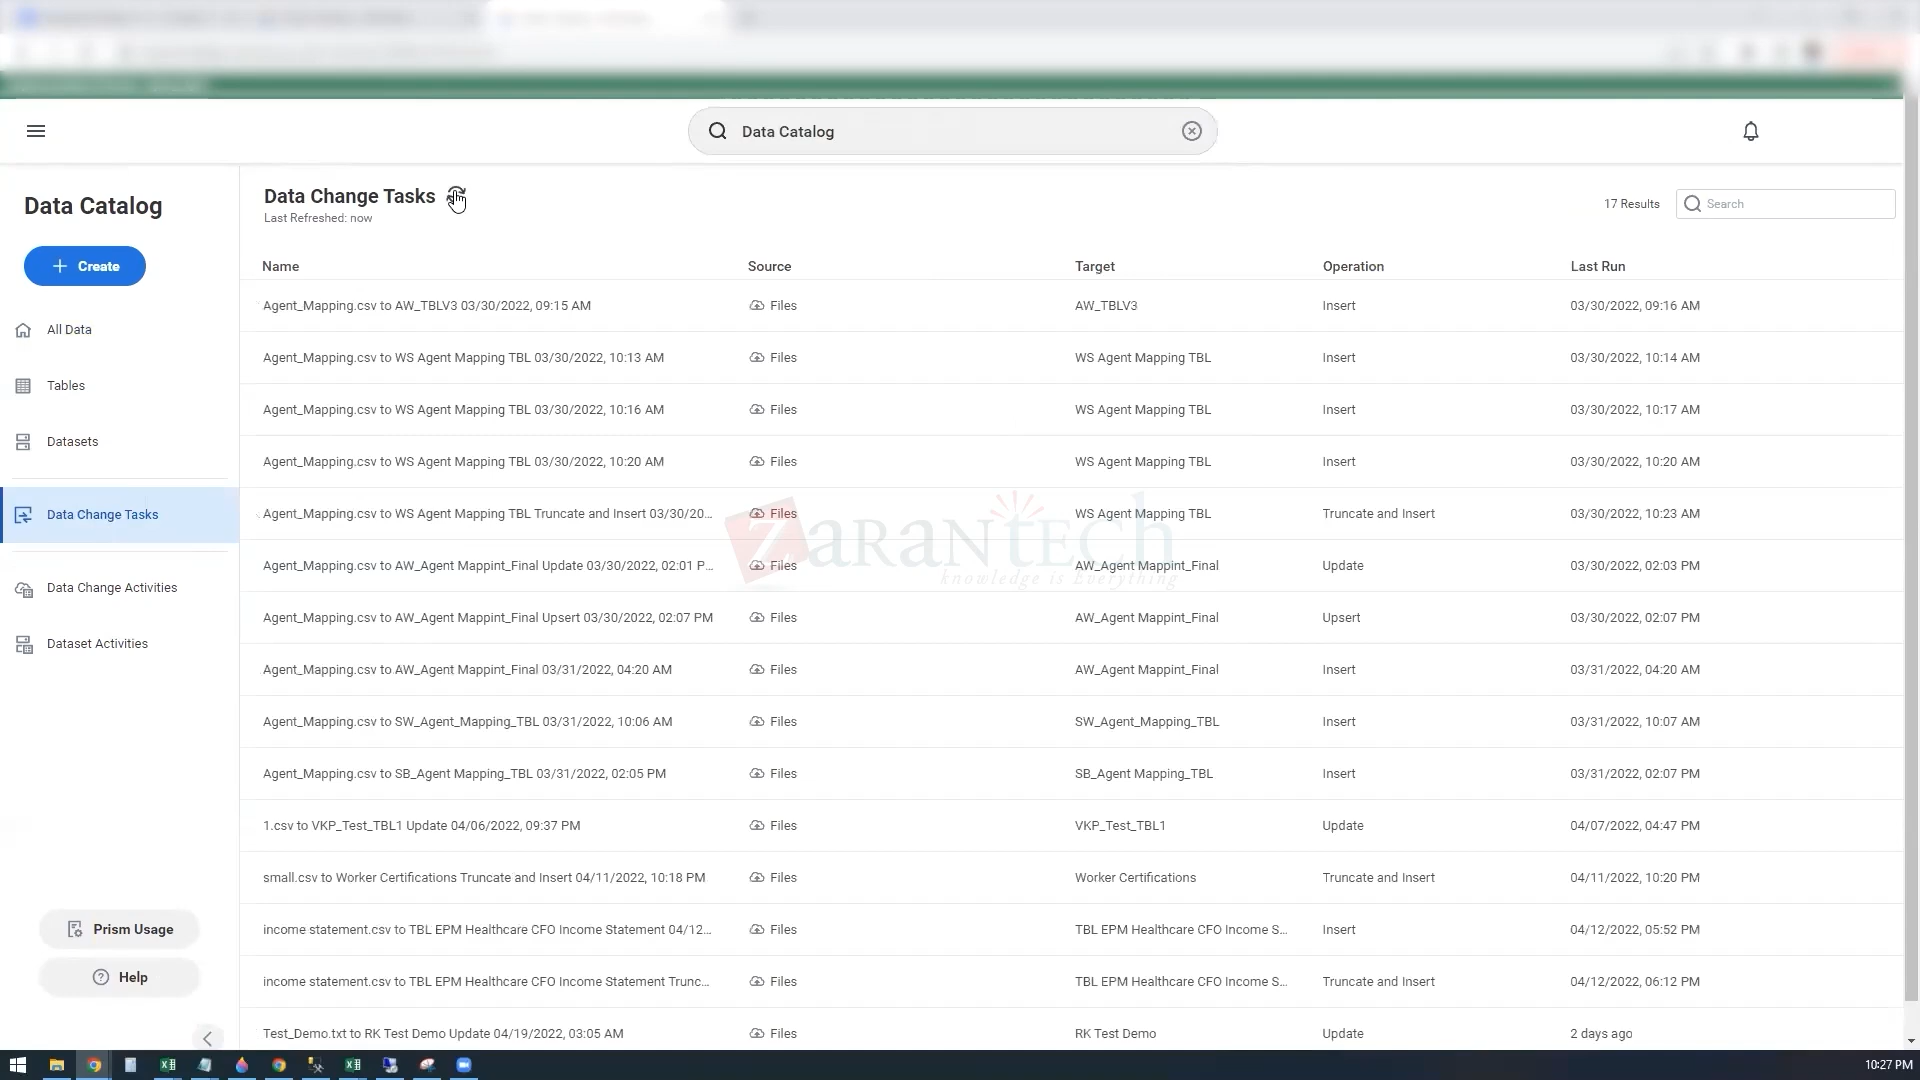 Data Catalog
Data Catalog
Create
All Data
Tables
Datasets
Data Change Tasks
Data Change Activities
Dataset Activities
Prism Usage
Help
Data Change Tasks
Last Refreshed: now
17 Results
Search
Name Source Target Operation Last Run
Agent_Mapping.csv to AW_TBLV3 03/30/2022, 09:15 AM Files AW_TBLV3 Insert 03/30/2022, 09:16 AM
Agent_Mapping.csv to WS Agent Mapping TBL 03/30/2022, 10:13 AM Files WS Agent Mapping TBL Insert 03/30/2022, 10:14 AM
Agent_Mapping.csv to WS Agent Mapping TBL 03/30/2022, 10:16 AM Files WS Agent Mapping TBL Insert 03/30/2022, 10:17 AM
Agent_Mapping.csv to WS Agent Mapping TBL 03/30/2022, 10:20 AM Files WS Agent Mapping TBL Insert 03/30/2022, 10:20 AM
Agent_Mapping.csv to WS Agent Mapping TBL Truncate and Insert 03/30/20... Files WS Agent Mapping TBL Truncate and Insert 03/30/2022, 10:23 AM
Agent_Mapping.csv to AW_Agent Mappint_Final Update 03/30/2022, 02:01 P... Files AW_Agent Mappint_Final Update 03/30/2022, 02:03 PM
Agent_Mapping.csv to AW_Agent Mappint_Final Upsert 03/30/2022, 02:07 PM Files AW_Agent Mappint_Final Upsert 03/30/2022, 02:07 PM
Agent_Mapping.csv to AW_Agent Mappint_Final 03/31/2022, 04:20 AM Files AW_Agent Mappint_Final Insert 03/31/2022, 04:20 AM
Agent_Mapping.csv to SW_Agent_Mapping_TBL 03/31/2022, 10:06 AM Files SW_Agent_Mapping_TBL Insert 03/31/2022, 10:07 AM
Agent_Mapping.csv to SB_Agent Mapping_TBL 03/31/2022, 02:05 PM Files SB_Agent Mapping_TBL Insert 03/31/2022, 02:07 PM
1.csv to VKP_Test_TBL1 Update 04/06/2022, 09:37 PM Files VKP_Test_TBL1 Update 04/07/2022, 04:47 PM
small.csv to Worker Certifications Truncate and Insert 04/11/2022, 10:18 PM Files Worker Certifications Truncate and Insert 04/11/2022, 10:20 PM
income statement.csv to TBL EPM Healthcare CFO Income Statement 04/12... Files TBL EPM Healthcare CFO Income S... Insert 04/12/2022, 05:52 PM
income statement.csv to TBL EPM Healthcare CFO Income Statement Trunc... Files TBL EPM Healthcare CFO Income S... Truncate and Insert 04/12/2022, 06:12 PM
Test_Demo.txt to RK Test Demo Update 04/19/2022, 03:05 AM Files RK Test Demo Update 2 days ago
ZaranTech
knowledge is Everything
10:27 PM